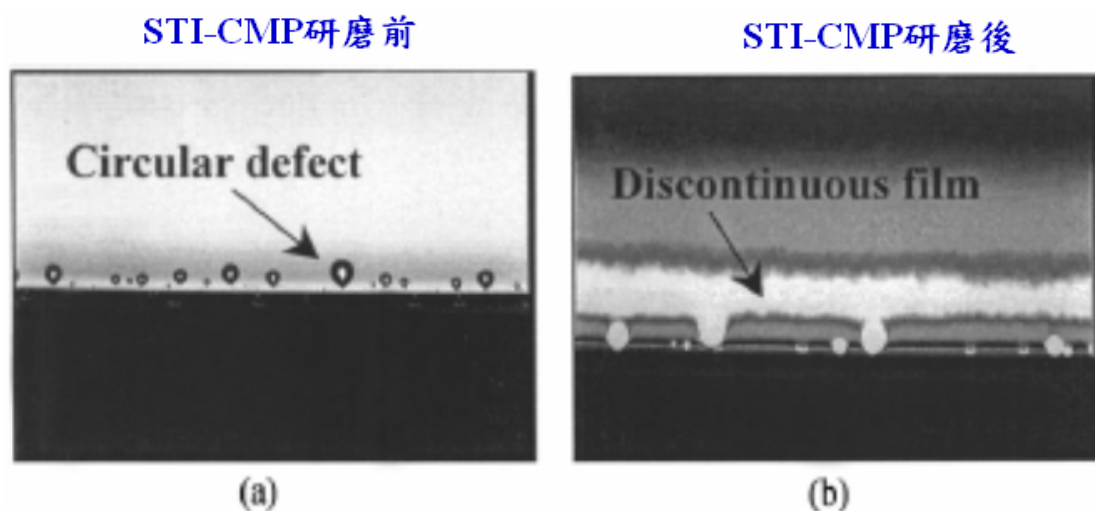 STI-CMP研磨前
STI-CMP研磨後
Circular defect
Discontinuous film
(a)
(b)